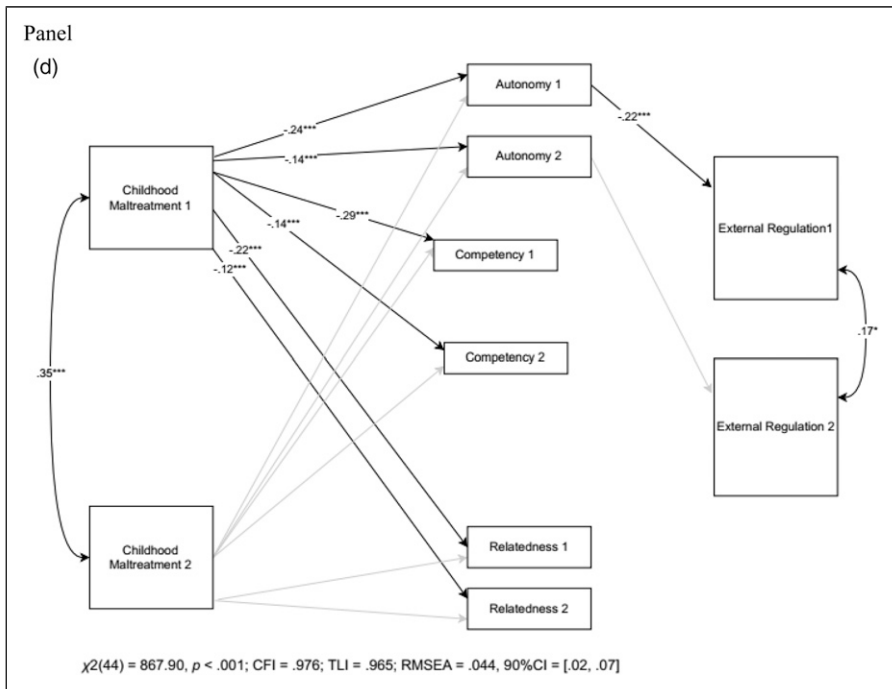 Panel
(d)
Autonomy 1
-.22***
-.24***
Autonomy 2
-.14***
Childhood
Maltreatment 1
External Regulation1
-.29***
-.14***
-.22***
Competency 1
-.12***
.17*
Competency 2
.35***
External Regulation 2
Childhood
Maltreatment 2
Relatedness 1
Relatedness 2
χ2(44) = 867.90, p < .001; CFI = .976; TLI = .965; RMSEA = .044, 90%CI = [.02, .07]